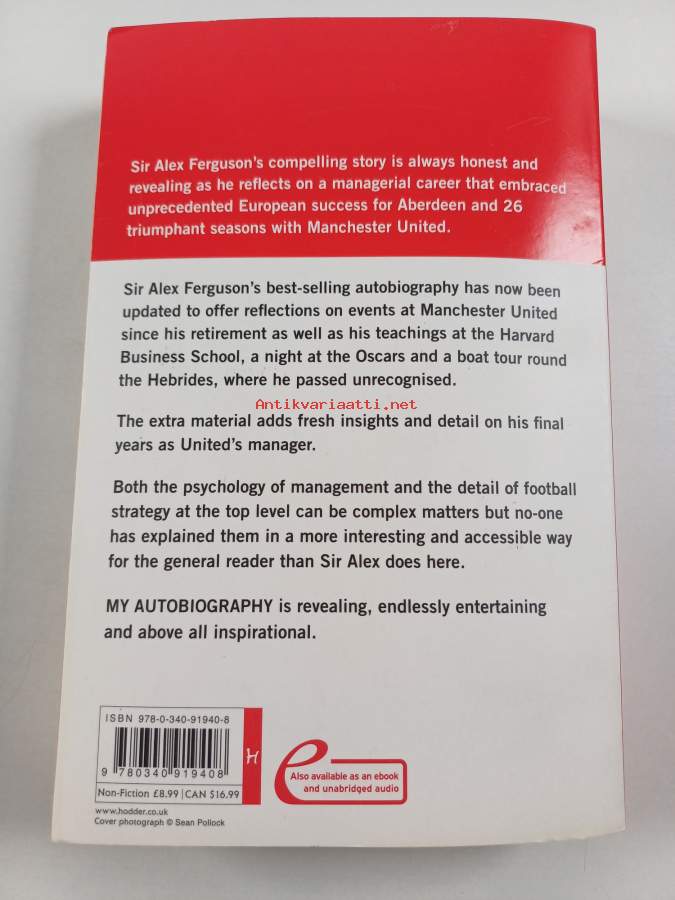 Sir Alex Ferguson's compelling story is always honest and
revealing as he reflects on a managerial career that embraced
unprecedented European success for Aberdeen and 26
triumphant seasons with Manchester United.
Sir Alex Ferguson's best-selling autobiography has now been
updated to offer reflections on events at Manchester United
since his retirement as well as his teachings at the Harvard
Business School, a night at the Oscars and a boat tour round
the Hebrides, where he passed unrecognised.
Antikvariaatti.net
The extra material adds fresh insights and detail on his final
years as United's manager.
Both the psychology of management and the detail of football
strategy at the top level can be complex matters but no-one
has explained them in a more interesting and accessible way
for the general reader than Sir Alex does here.
MY AUTOBIOGRAPHY is revealing, endlessly entertaining
and above all inspirational.
ISBN 978-0-340-91940-8
9 780340 919408
Non-Fiction £8.99 | CAN $16.99
H
www.hodder.co.uk
Cover photograph © Sean Pollock
e
Also available as an ebook
and unabridged audio